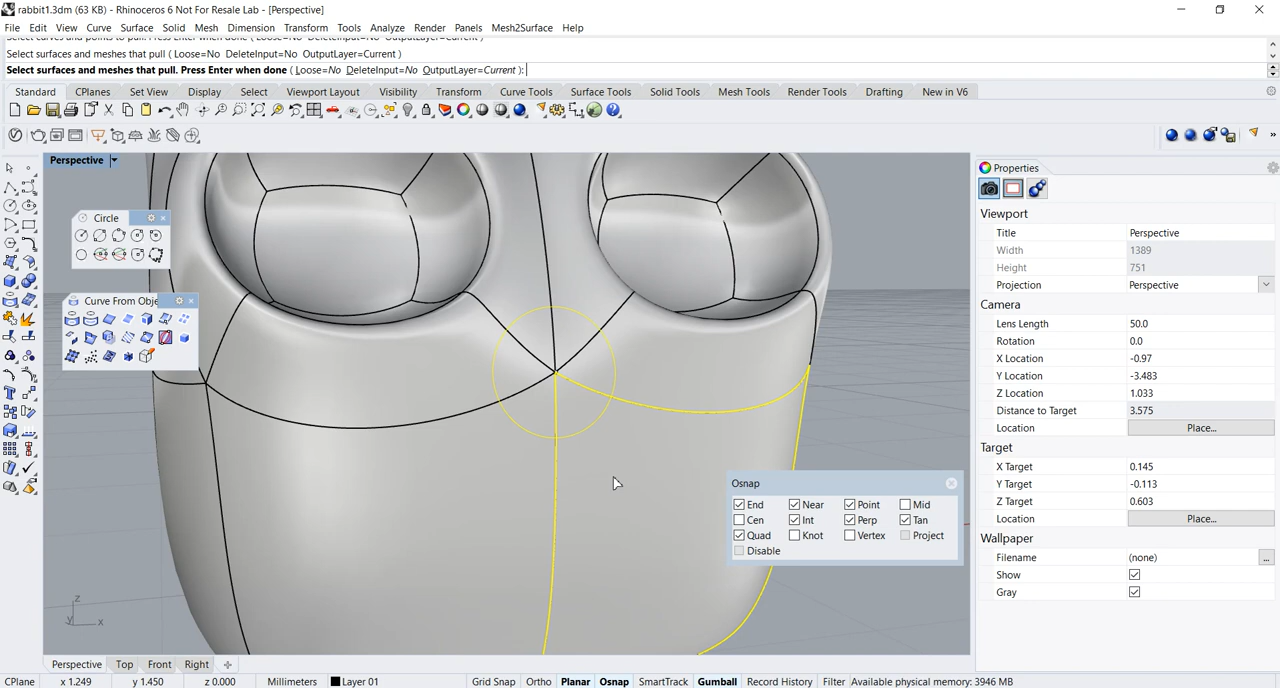 rabbit1.3dm (63 KB) - Rhinoceros 6 Not For Resale Lab - [Perspective]
File Edit View Curve Surface Solid Mesh Dimension Transform Tools Analyze Render Panels Mesh2Surface Help
Select surfaces and meshes that pull ( Loose=No DeleteInput=No OutputLayer=Current )
Select surfaces and meshes that pull. Press Enter when done ( Loose=No DeleteInput=No OutputLayer=Current ):
Standard CPlanes Set View Display Select Viewport Layout Visibility Transform Curve Tools Surface Tools Solid Tools Mesh Tools Render Tools Drafting New in V6
Perspective
Circle
Curve From Obje
Properties
Viewport
Title Perspective
Width 1389
Height 751
Projection Perspective
Camera
Lens Length 50.0
Rotation 0.0
X Location -0.97
Y Location -3.483
Z Location 1.033
Distance to Target 3.575
Location Place...
Target
X Target 0.145
Y Target -0.113
Z Target 0.603
Location Place...
Wallpaper
Filename (none) ...
Show
Gray
Osnap
End Near Point Mid
Cen Int Perp Tan
Quad Knot Vertex Project
Disable
z
y x
Perspective Top Front Right
CPlane x 1.249 y 1.450 z 0.000 Millimeters Layer 01 Grid Snap Ortho Planar Osnap SmartTrack Gumball Record History Filter Available physical memory: 3946 MB